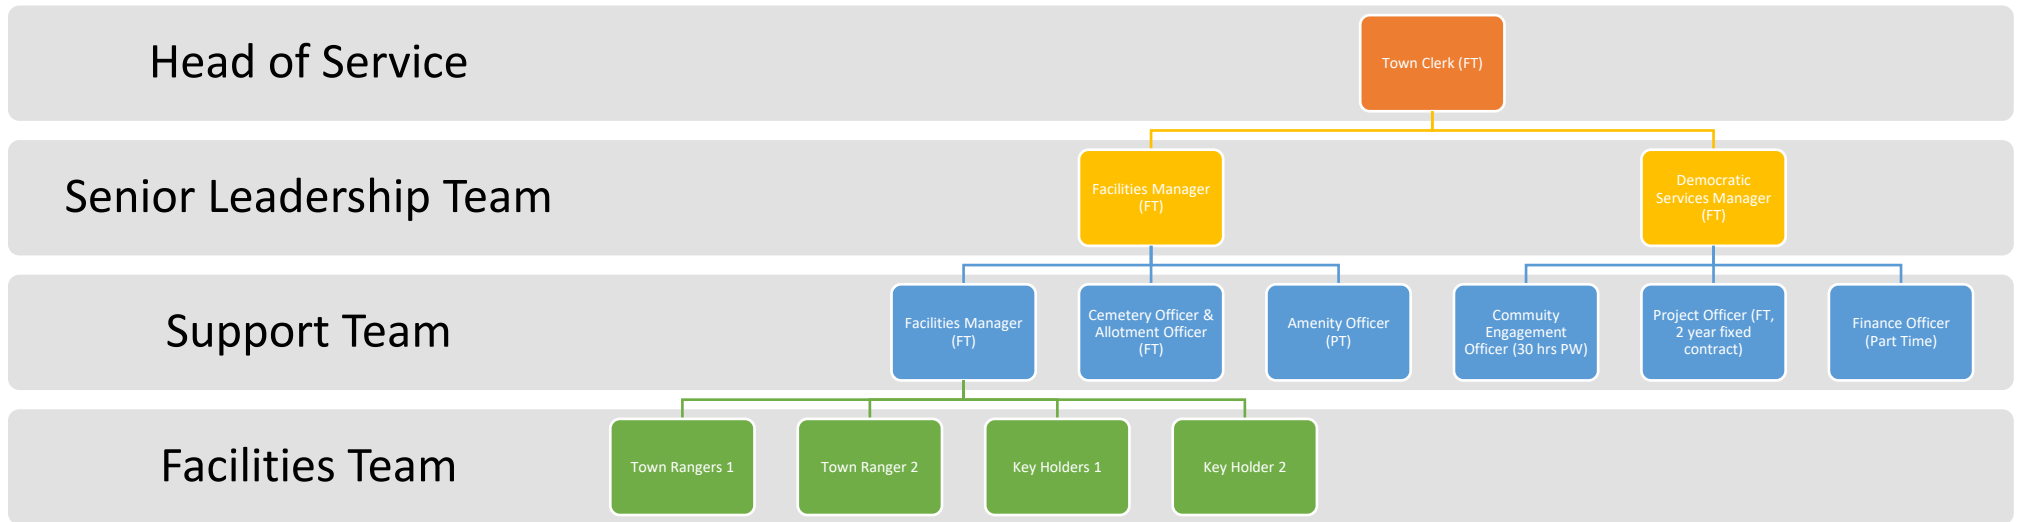 Head of Service
Town Clerk (FT)
Senior Leadership Team
Facilities Manager
(FT)
Democratic
Services Manager
(FT)
Support Team
Facilities Manager
(FT)
Cemetery Officer &
Allotment Officer
(FT)
Amenity Officer
(PT)
Commuity
Engagement
Officer (30 hrs PW)
Project Officer (FT,
2 year fixed
contract)
Finance Officer
(Part Time)
Facilities Team
Town Rangers 1
Town Ranger 2
Key Holders 1
Key Holder 2